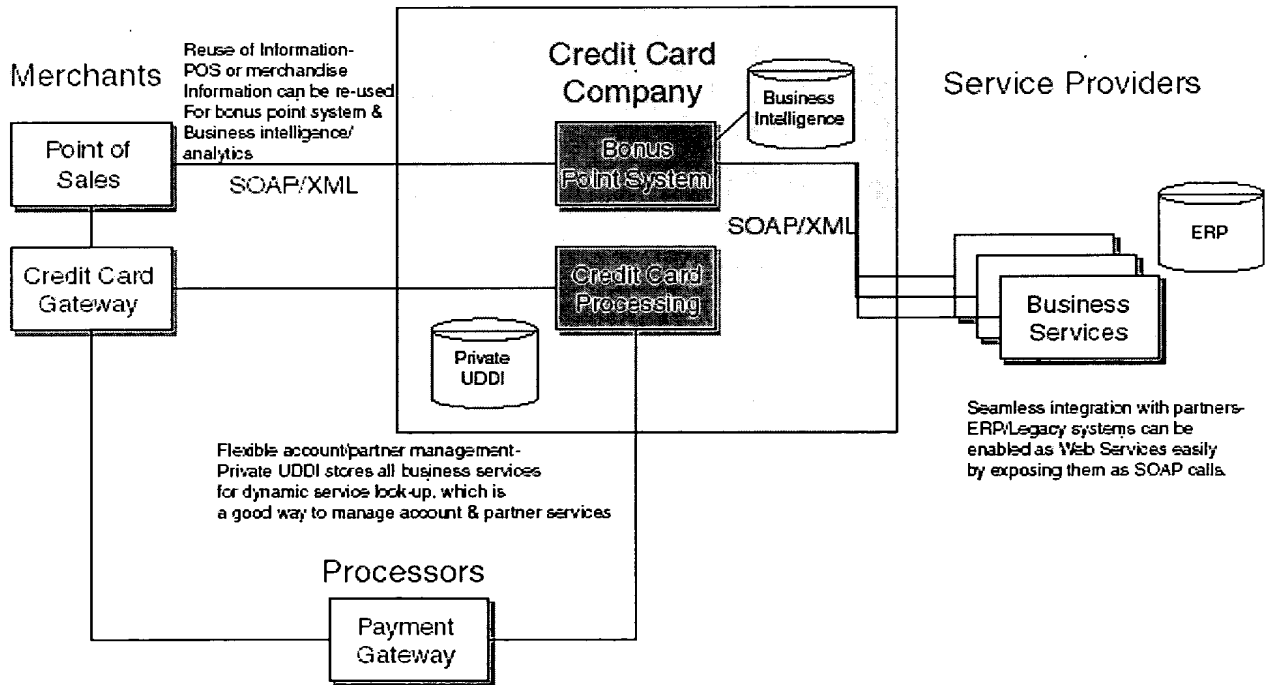 Merchants
Reuse of Information-
POS or merchandise
Information can be re-used
For bonus point system &
Business intelligence/
analytics
Credit Card
Company
Business
Intelligence
Service Providers
Point of
Sales
SOAP/XML
Bonus
Point System
SOAP/XML
ERP
Credit Card
Gateway
Credit Card
Processing
Business
Services
Private
UDDI
Seamless integration with partners-
ERP/Legacy systems can be
enabled as Web Services easily
by exposing them as SOAP calls.
Flexible account/partner management-
Private UDDI stores all business services
for dynamic service look-up, which is
a good way to manage account & partner services
Processors
Payment
Gateway